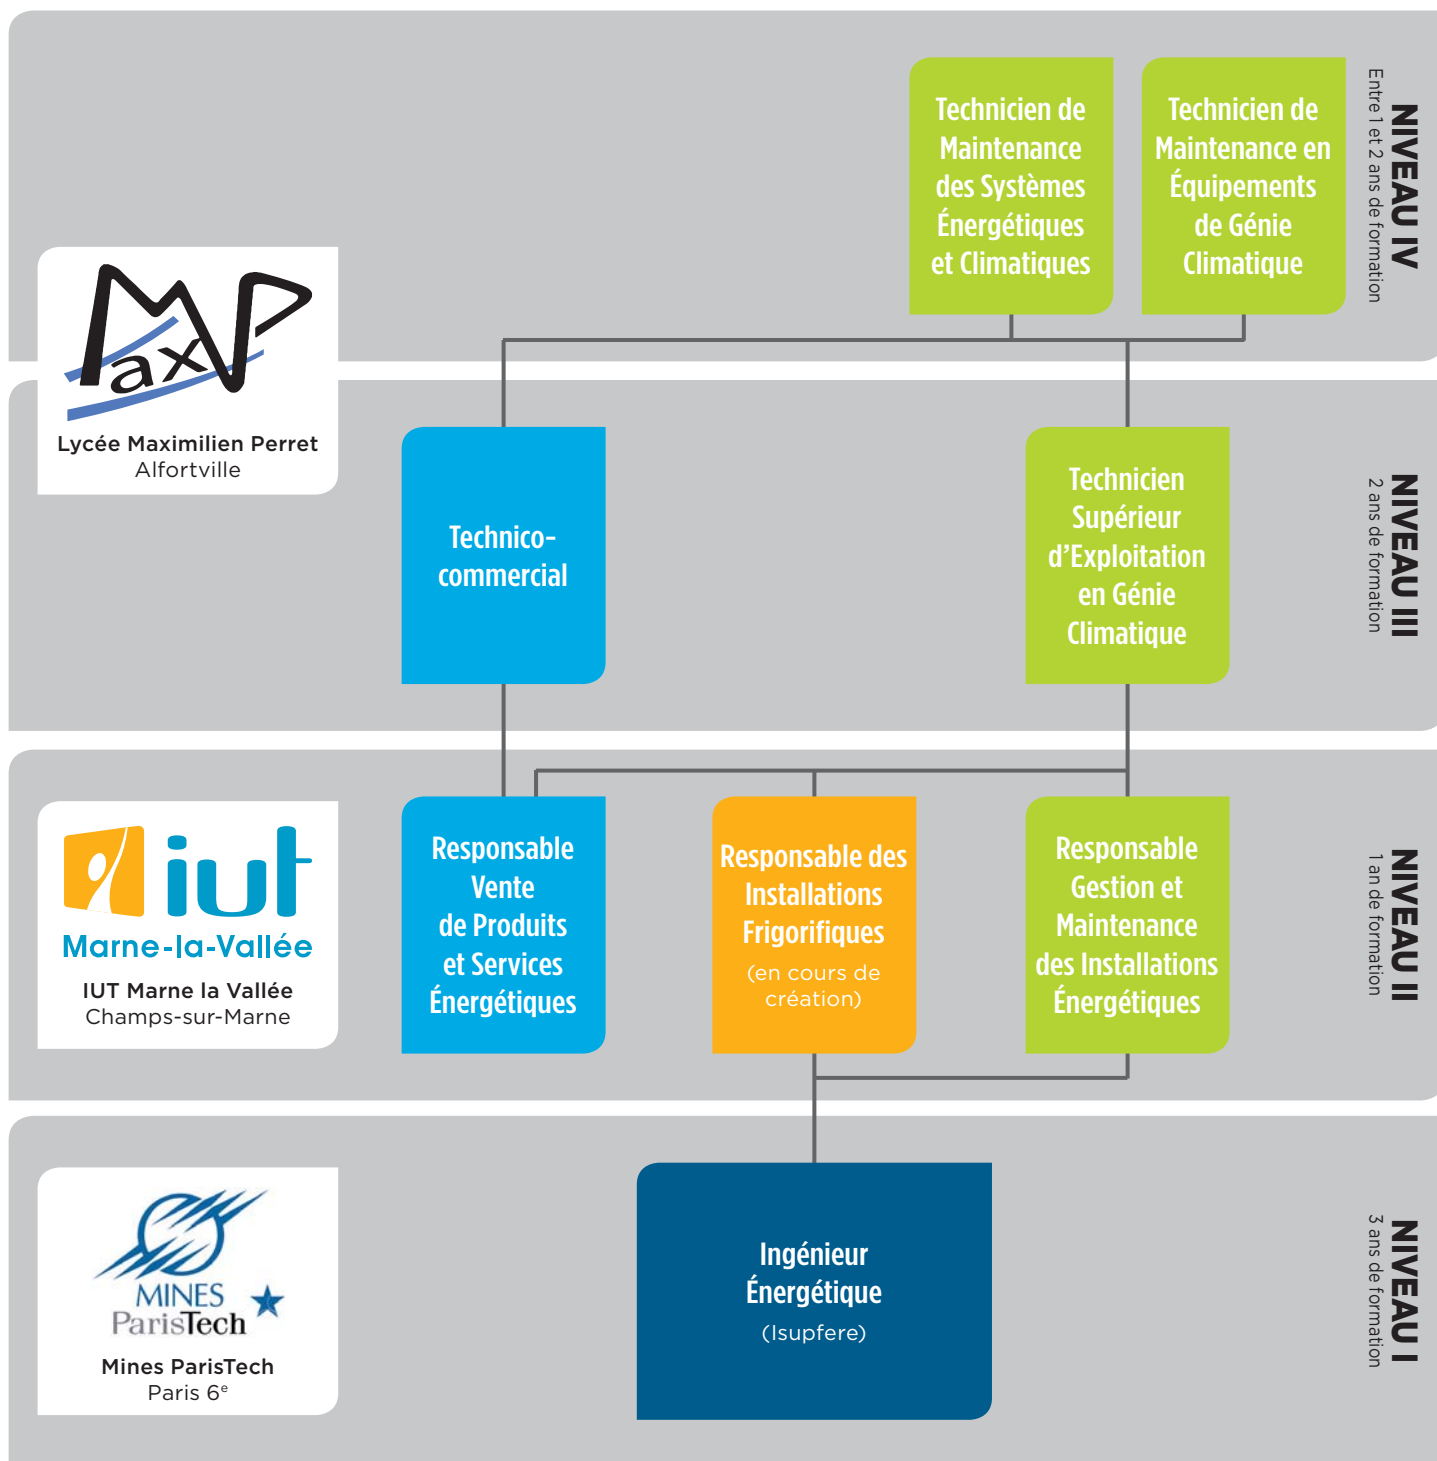 Technicien de
Maintenance
des Systèmes
Énergétiques
et Climatiques
Technicien de
Maintenance en
Équipements
de Génie
Climatique
NIVEAU IV
Entre 1 et 2 ans de formation
MaxP
Lycée Maximilien Perret
Alfortville
Technico-
commercial
Technicien
Supérieur
d’Exploitation
en Génie
Climatique
NIVEAU III
2 ans de formation
iut
Marne-la-Vallée
IUT Marne la Vallée
Champs-sur-Marne
Responsable
Vente
de Produits
et Services
Énergétiques
Responsable des
Installations
Frigorifiques
(en cours de
création)
Responsable
Gestion et
Maintenance
des Installations
Énergétiques
NIVEAU II
1 an de formation
MINES
ParisTech
Mines ParisTech
Paris 6e
Ingénieur
Énergétique
(Isupfere)
NIVEAU I
3 ans de formation